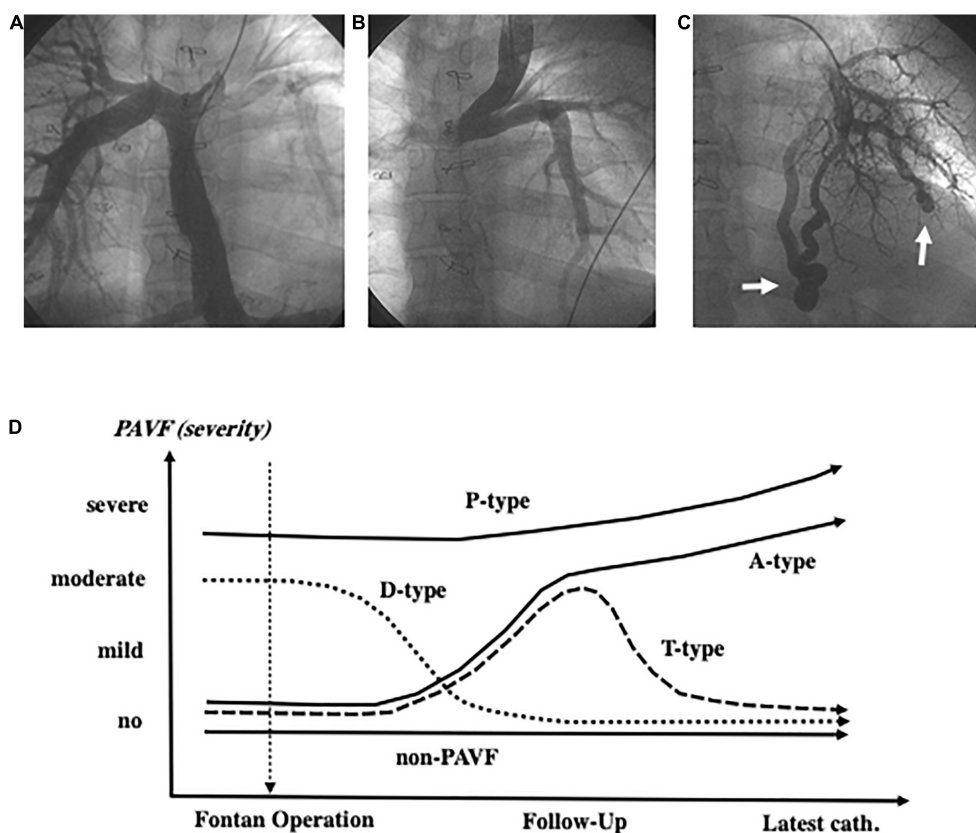 A
B
C
D
PAVF (severity)
severe
P-type
moderate
A-type
D-type
mild
T-type
no
non-PAVF
Fontan Operation
Follow-Up
Latest cath.